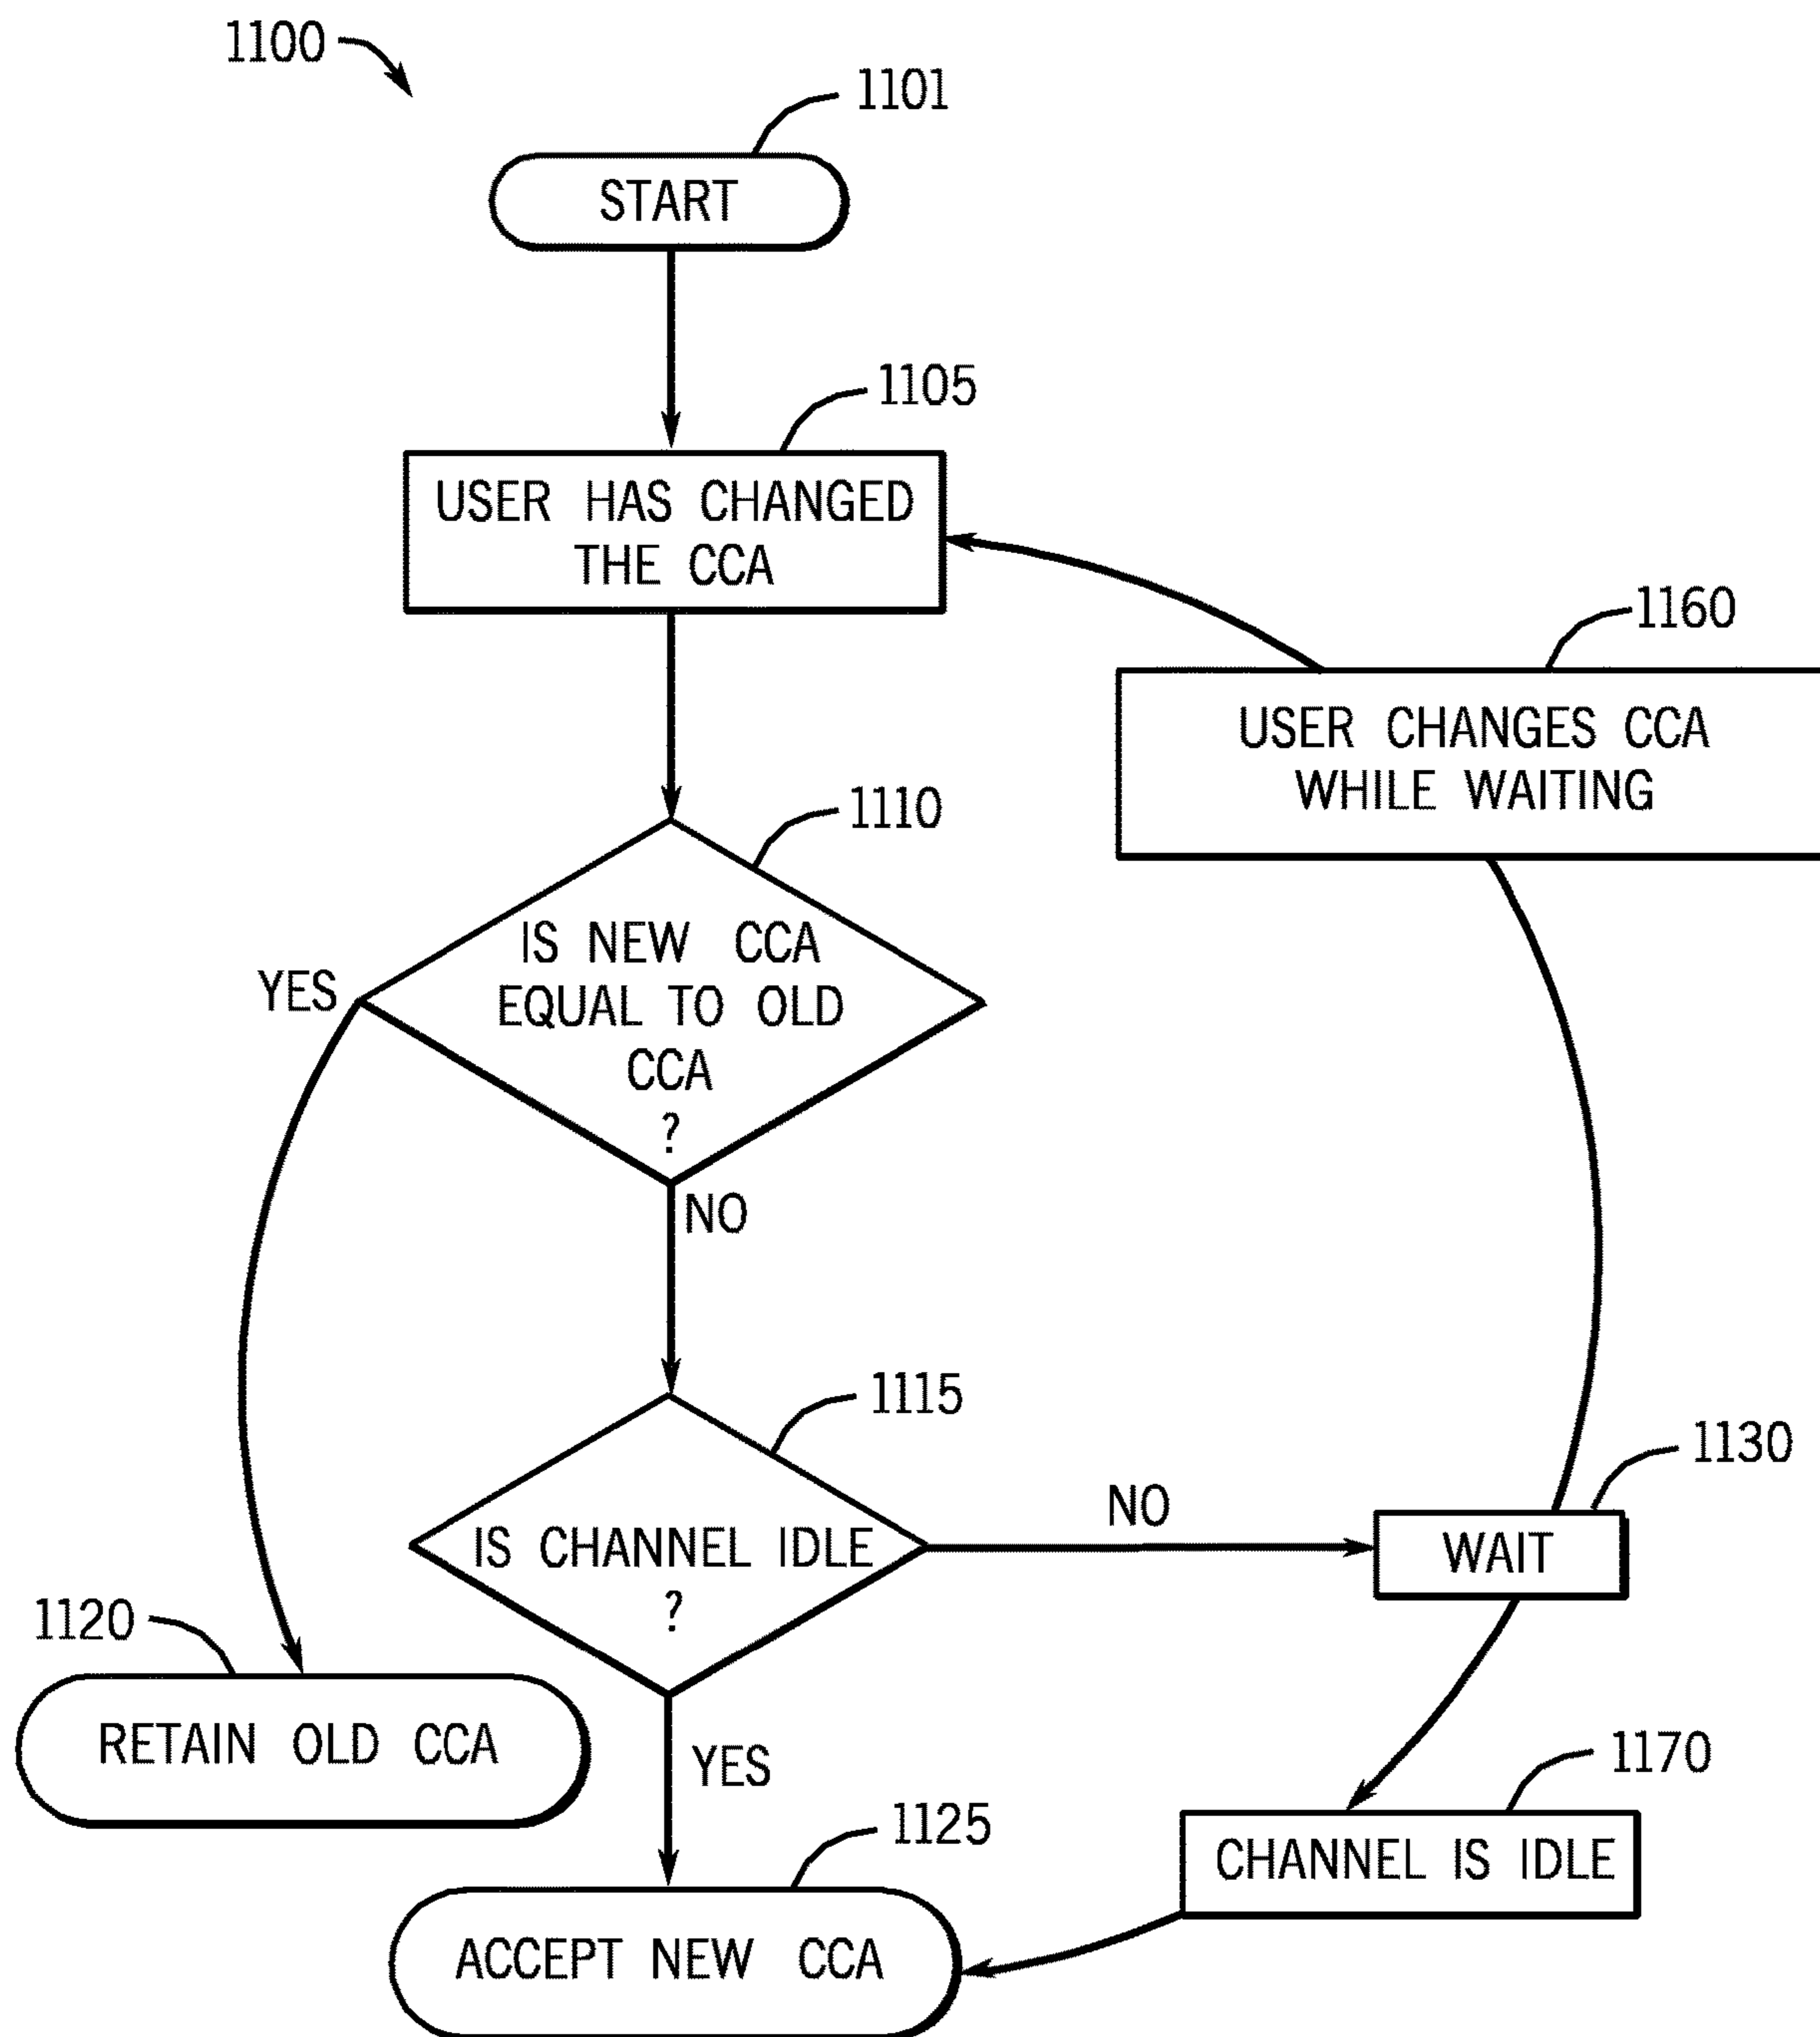 1100
1101
START
1105
USER HAS CHANGED
THE CCA
1160
USER CHANGES CCA
WHILE WAITING
1110
IS NEW CCA
EQUAL TO OLD
CCA
?
YES
NO
1115
IS CHANNEL IDLE
?
NO
1130
WAIT
1120
RETAIN OLD CCA
YES
1170
CHANNEL IS IDLE
1125
ACCEPT NEW CCA